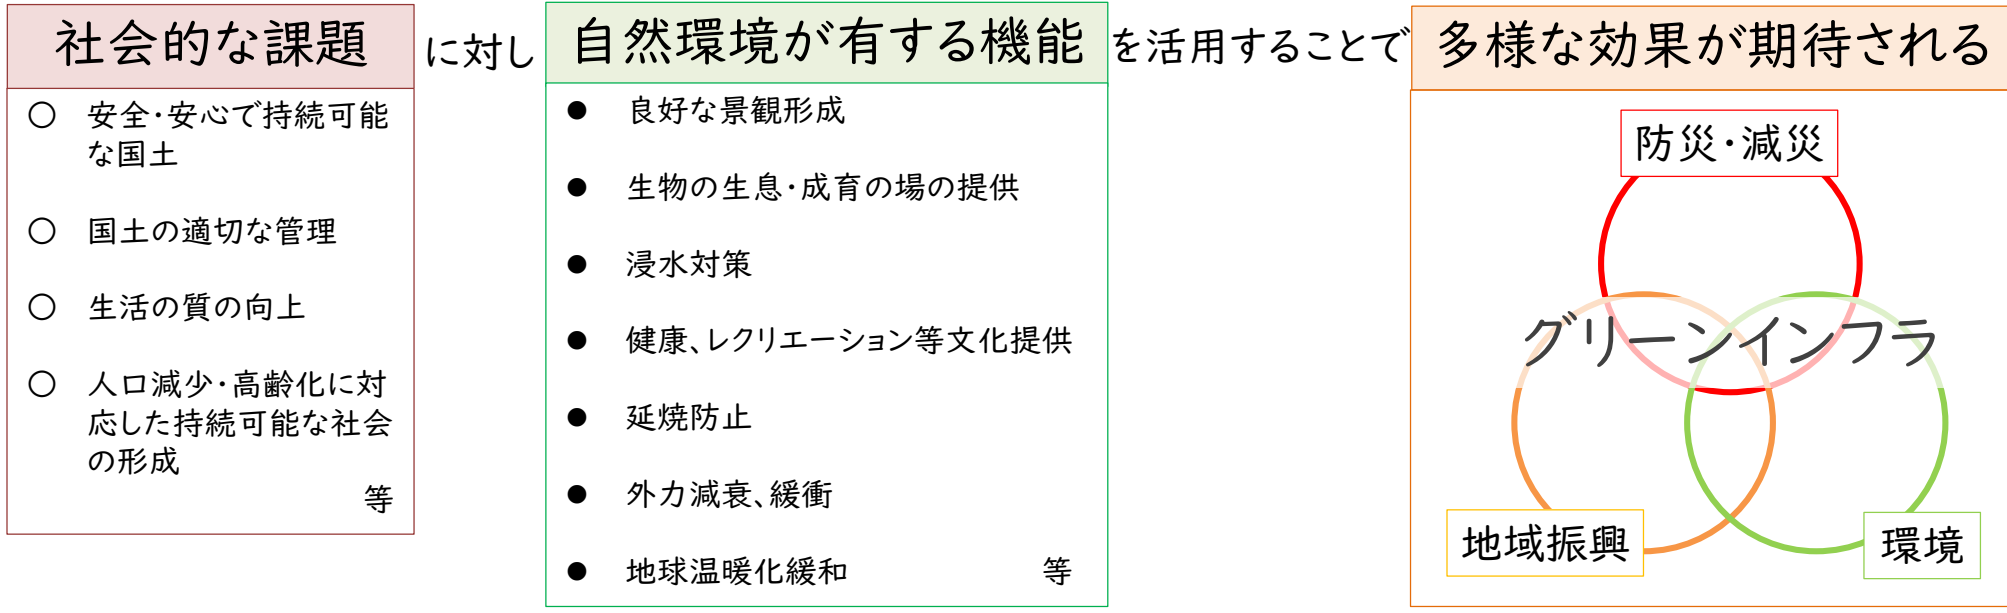 社会的な課題
に対し
自然環境が有する機能
を活用することで
多様な効果が期待される
○ 安全・安心で持続可能
な国土
○ 国土の適切な管理
○ 生活の質の向上
○ 人口減少・高齢化に対
応した持続可能な社会
の形成
等
● 良好な景観形成
● 生物の生息・成育の場の提供
● 浸水対策
● 健康、レクリエーション等文化提供
● 延焼防止
● 外力減衰、緩衝
● 地球温暖化緩和 等
防災・減災
グリーンインフラ
地域振興
環境